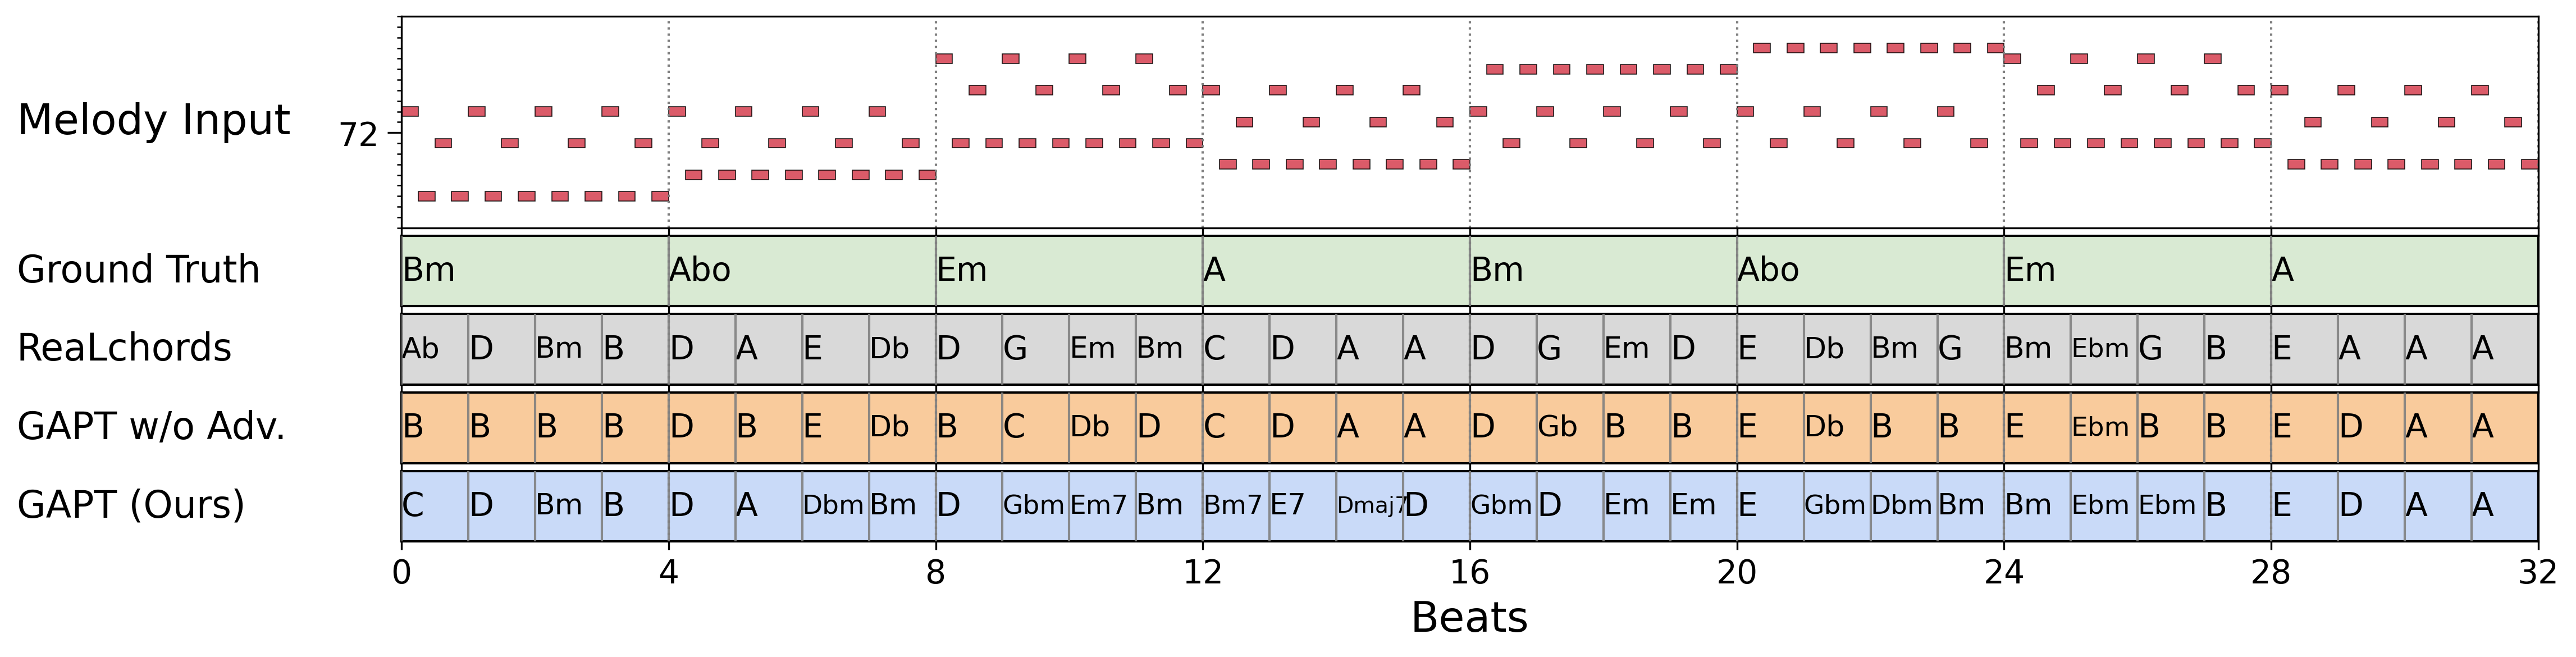 Melody Input
72
Ground Truth Bm Abo Em A Bm Abo Em A
ReaLchords Ab D Bm B D A E Db D G Em Bm C D A A D G Em D E Db Bm G Bm Ebm G B E A A A
GAPT w/o Adv. B B B B D B E Db B C Db D C D A A D Gb B B E Db B B E Ebm B B E D A A
GAPT (Ours) C D Bm B D A Dbm Bm D Gbm Em7 Bm Bm7 E7 Dmaj7 D Gbm D Em Em E Gbm Dbm Bm Bm Ebm Ebm B E D A A
0 4 8 12 16 20 24 28 32
Beats